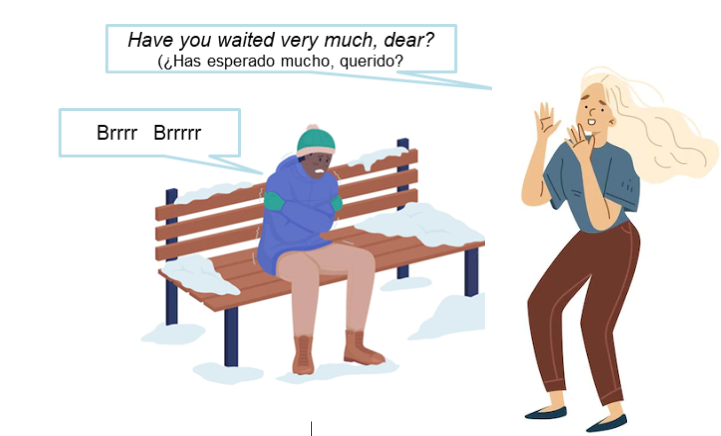 Have you waited very much, dear?
(¿Has esperado mucho, querido?
Brrrr Brrrrr